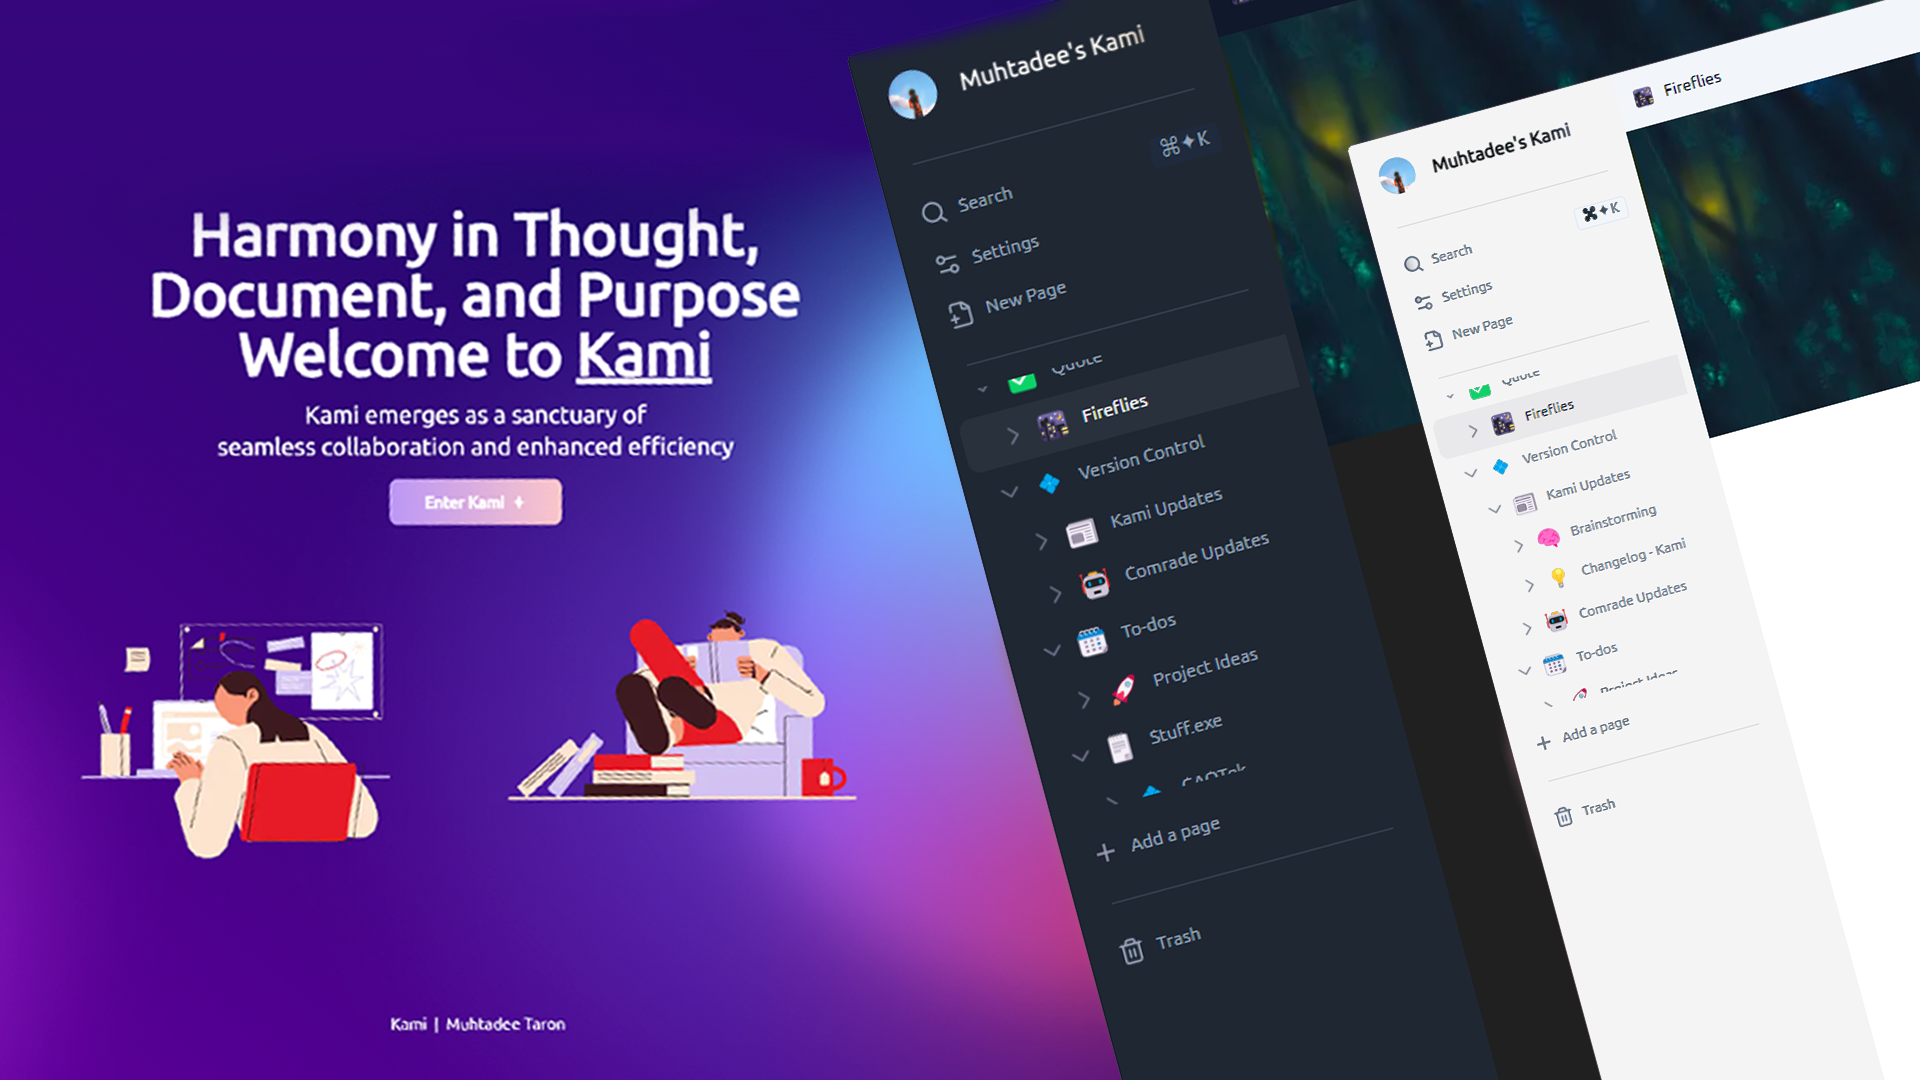 Harmony in Thought,
Document, and Purpose
Welcome to Kami
Kami emerges as a sanctuary of
seamless collaboration and enhanced efficiency
Enter Kami +
Kami | Muhtadee Taron
Muhtadee's Kami
⌘✦K
Search
Settings
New Page
Quote
Fireflies
Version Control
Kami Updates
Comrade Updates
To-dos
Project Ideas
Stuff.exe
Add a page
Trash
Fireflies
Muhtadee's Kami
⌘✦K
Search
Settings
New Page
Quote
Fireflies
Version Control
Kami Updates
Brainstorming
Changelog - Kami
Comrade Updates
To-dos
Project Ideas
Add a page
Trash